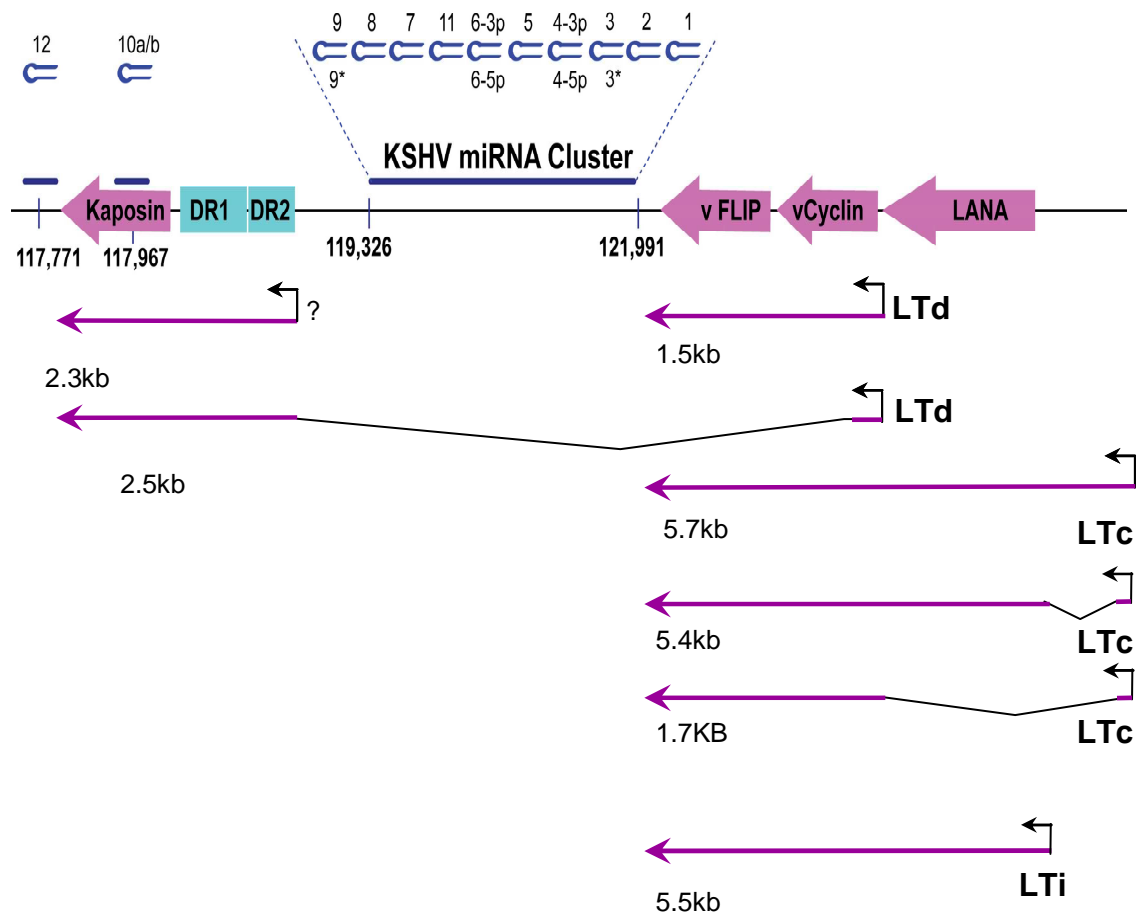 9 8 7 11 6-3p 5 4-3p 3 2 1
12 10a/b
9* 6-5p 4-5p 3*
KSHV miRNA Cluster
Kaposin DR1 DR2 v FLIP vCyclin LANA
117,771 117,967 119,326 121,991
? LTd
2.3kb 1.5kb
LTd
2.5kb
5.7kb LTc
5.4kb LTc
1.7KB LTc
5.5kb LTi